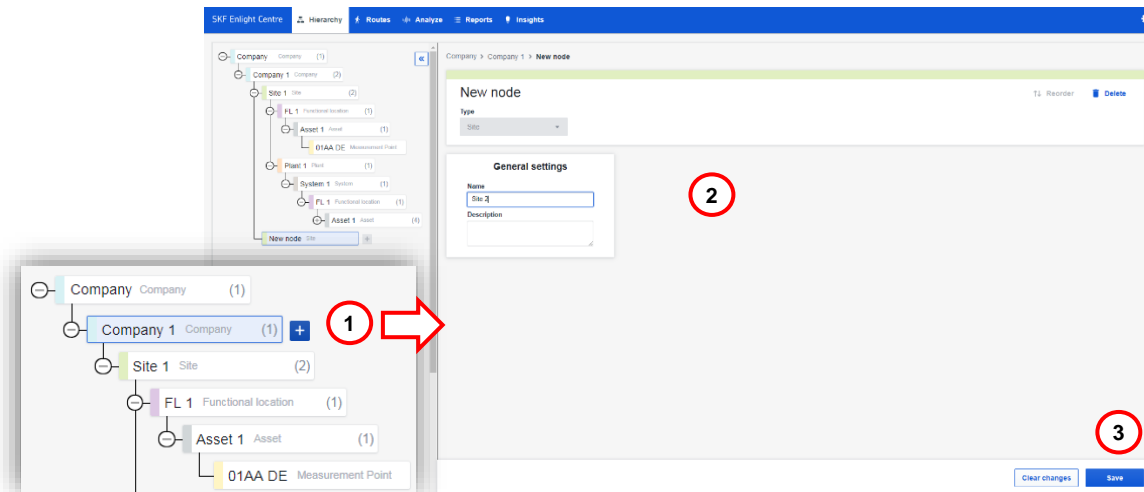 SKF Enlight Centre Hierarchy Routes Analyze Reports Insights
Company Company (1)
Company 1 Company (2)
Site 1 Site (2)
FL 1 Functional location (1)
Asset 1 Asset (1)
01AA DE Measurement Point
Plant 1 Plant (1)
System 1 System (1)
FL 1 Functional location (1)
Asset 1 Asset (4)
New node Site +
«
Company > Company 1 > New node
New node
Reorder Delete
Type
Site
General settings
Name
Site 2
Description
2
Company Company (1)
Company 1 Company (1) +
1
Site 1 Site (2)
FL 1 Functional location (1)
Asset 1 Asset (1)
01AA DE Measurement Point
3
Clear changes Save